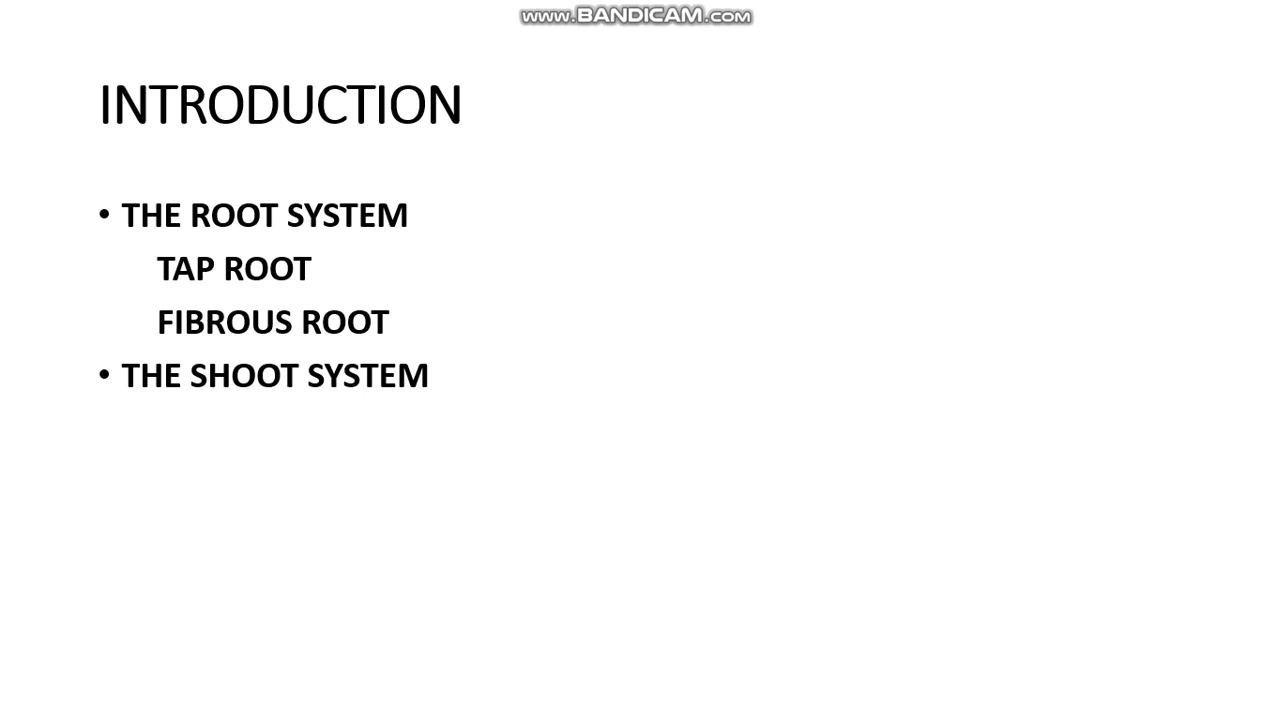 www.BANDICAM.com
INTRODUCTION
• THE ROOT SYSTEM
TAP ROOT
FIBROUS ROOT
• THE SHOOT SYSTEM